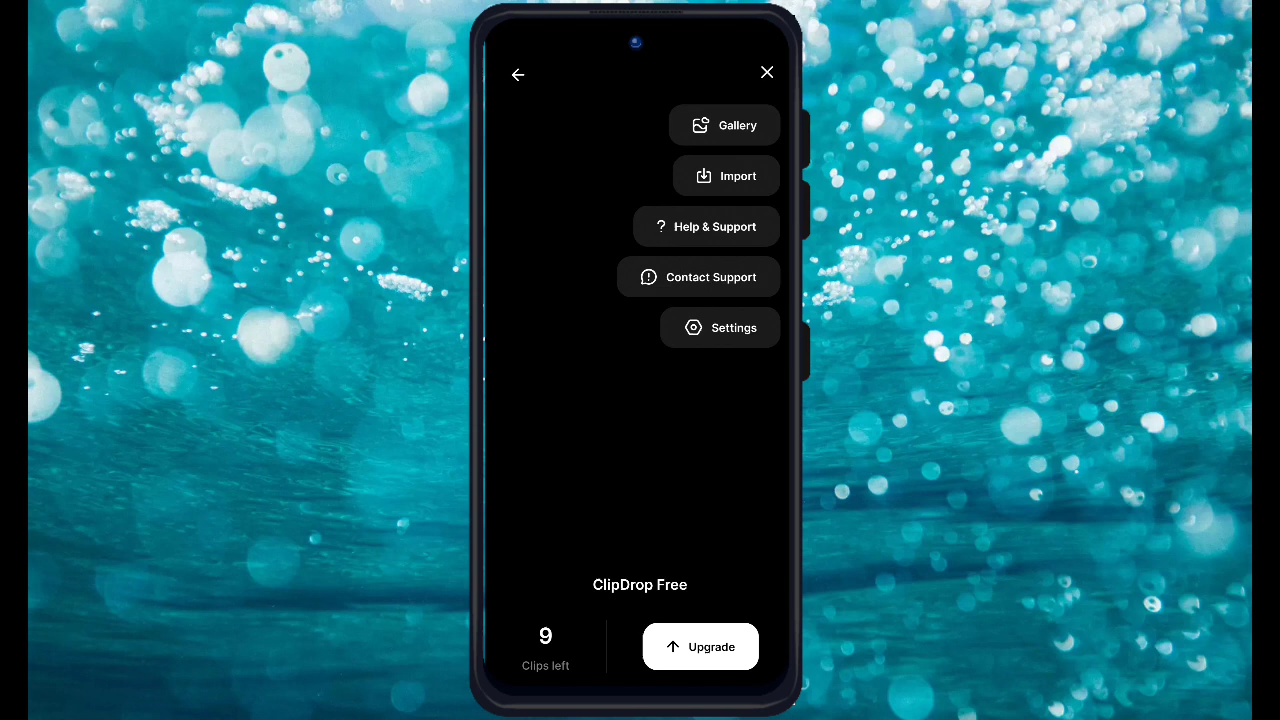 Gallery
Import
? Help & Support
Contact Support
Settings
ClipDrop Free
9
Clips left
Upgrade